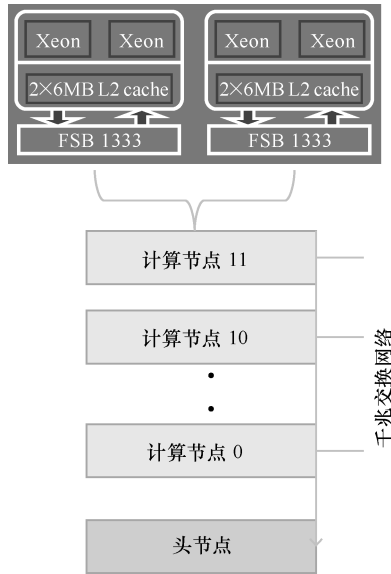 Xeon Xeon Xeon Xeon
2×6MB L2 cache 2×6MB L2 cache
FSB 1333 FSB 1333
计算节点 11
计算节点 10
计算节点 0
头节点
千兆交换网络